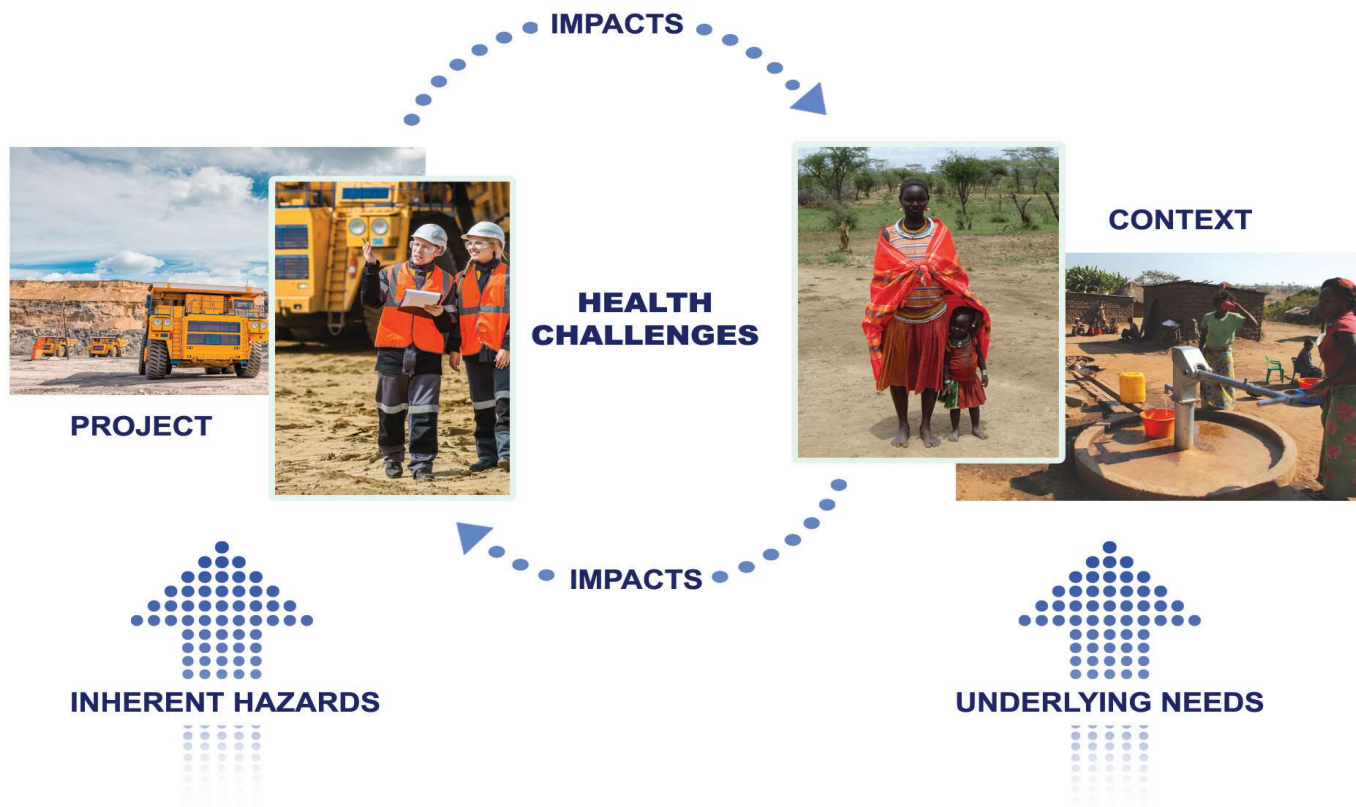 IMPACTS
CONTEXT
HEALTH
CHALLENGES
PROJECT
IMPACTS
INHERENT HAZARDS
UNDERLYING NEEDS